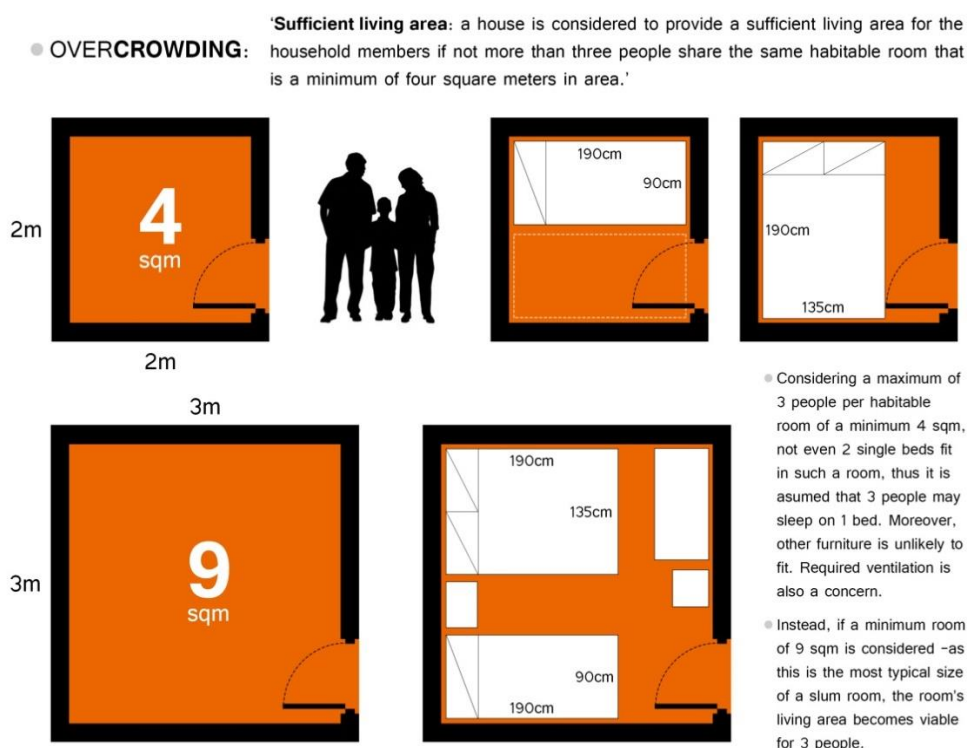 OVERCROWDING:
'Sufficient living area: a house is considered to provide a sufficient living area for the
household members if not more than three people share the same habitable room that
is a minimum of four square meters in area.'
2m
4
sqm
2m
190cm
90cm
190cm
135cm
3m
3m
9
sqm
190cm
135cm
90cm
190cm
Considering a maximum of
3 people per habitable
room of a minimum 4 sqm,
not even 2 single beds fit
in such a room, thus it is
asumed that 3 people may
sleep on 1 bed. Moreover,
other furniture is unlikely to
fit. Required ventilation is
also a concern.
Instead, if a minimum room
of 9 sqm is considered -as
this is the most typical size
of a slum room, the room's
living area becomes viable
for 3 people.